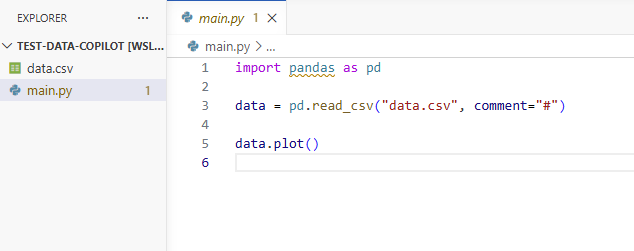 EXPLORER
...
TEST-DATA-COPILOT [WSL...
data.csv
main.py 1
main.py 1
main.py > ...
1 import pandas as pd
2
3 data = pd.read_csv("data.csv", comment="#")
4
5 data.plot()
6